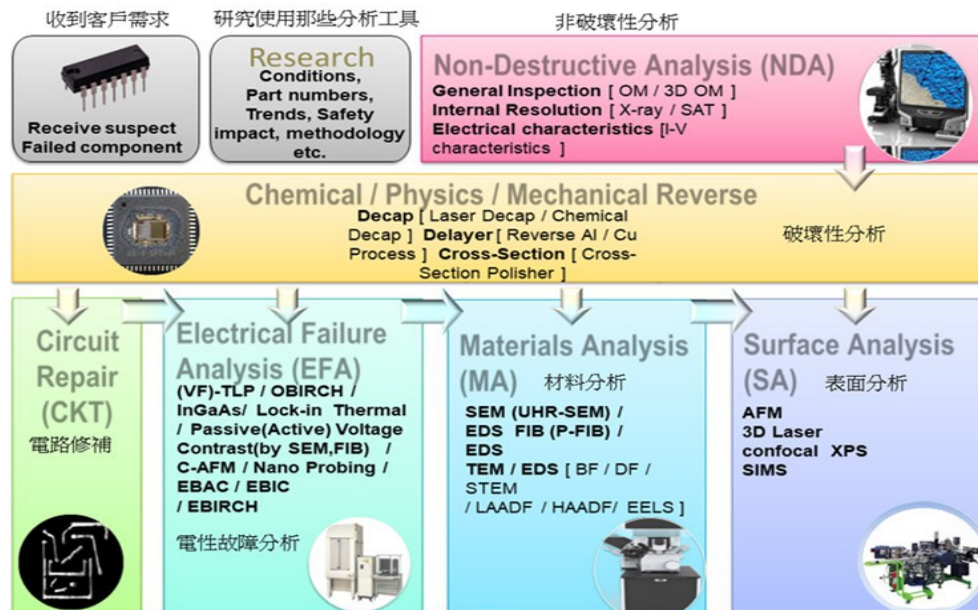 收到客戶需求
研究使用那些分析工具
非破壞性分析
Receive suspect
Failed component
Research
Conditions,
Part numbers,
Trends, Safety
impact, methodology
etc.
Non-Destructive Analysis (NDA)
General Inspection [ OM / 3D OM ]
Internal Resolution [ X-ray / SAT ]
Electrical characteristics [I-V
characteristics ]
Chemical / Physics / Mechanical Reverse
Decap [ Laser Decap / Chemical
Decap ] Delayer [ Reverse Al / Cu
Process ] Cross-Section [ Cross-
Section Polisher ]
破壞性分析
Circuit
Repair
(CKT)
電路修補
Electrical Failure
Analysis (EFA)
(VF)-TLP / OBIRCH /
InGaAs/ Lock-in Thermal
/ Passive(Active) Voltage
Contrast(by SEM,FIB) /
C-AFM / Nano Probing /
EBAC / EBIC
/ EBIRCH
電性故障分析
Materials Analysis
(MA) 材料分析
SEM (UHR-SEM) /
EDS FIB (P-FIB) /
EDS
TEM / EDS [ BF / DF /
STEM
/ LAADF / HAADF/ EELS ]
Surface Analysis
(SA) 表面分析
AFM
3D Laser
confocal XPS
SIMS